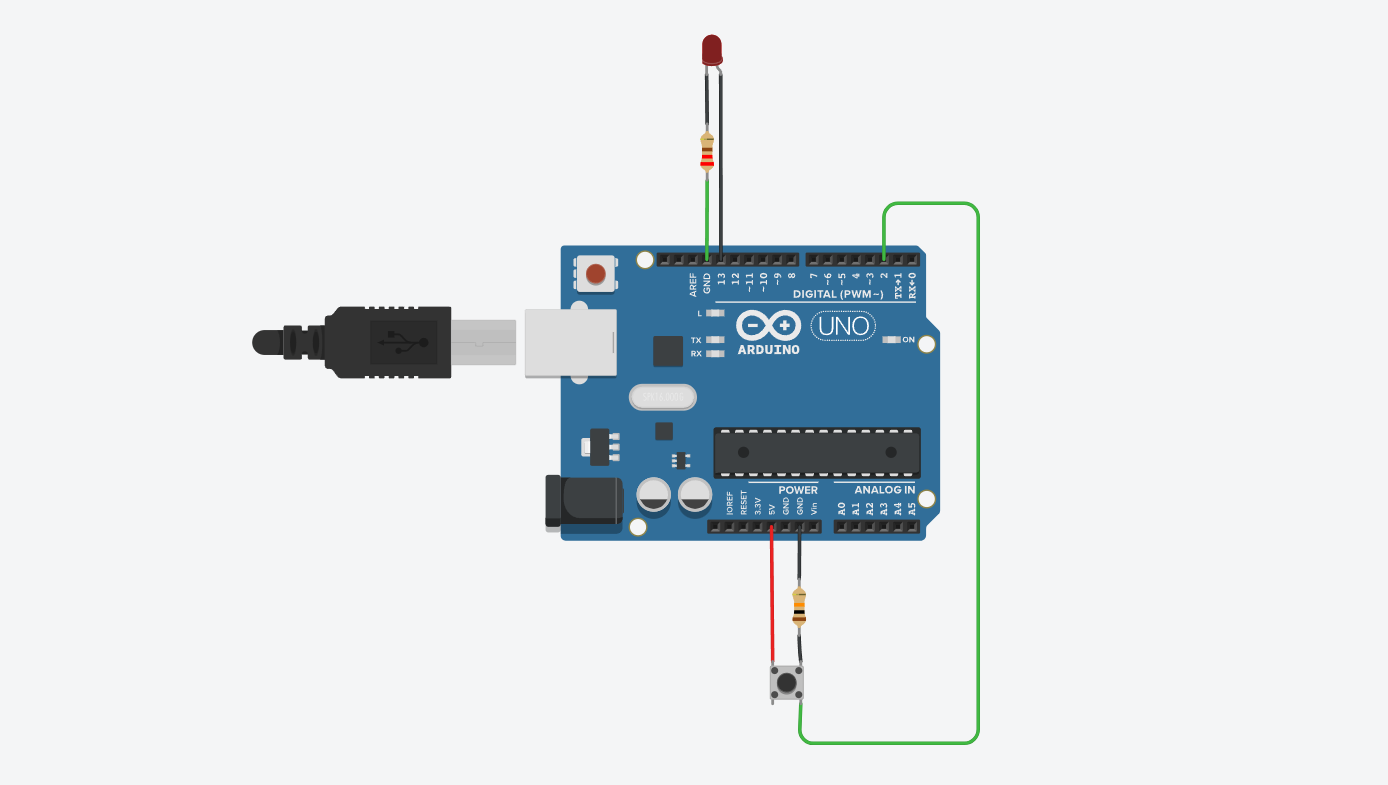 AREF
GND
13
12
~11
~10
~9
8
7
~6
~5
4
~3
2
TX→1
RX←0
DIGITAL (PWM~)
L
TX
RX
ARDUINO
UNO
ON
POWER
ANALOG IN
IOREF
RESET
3.3V
5V
GND
GND
Vin
A0
A1
A2
A3
A4
A5